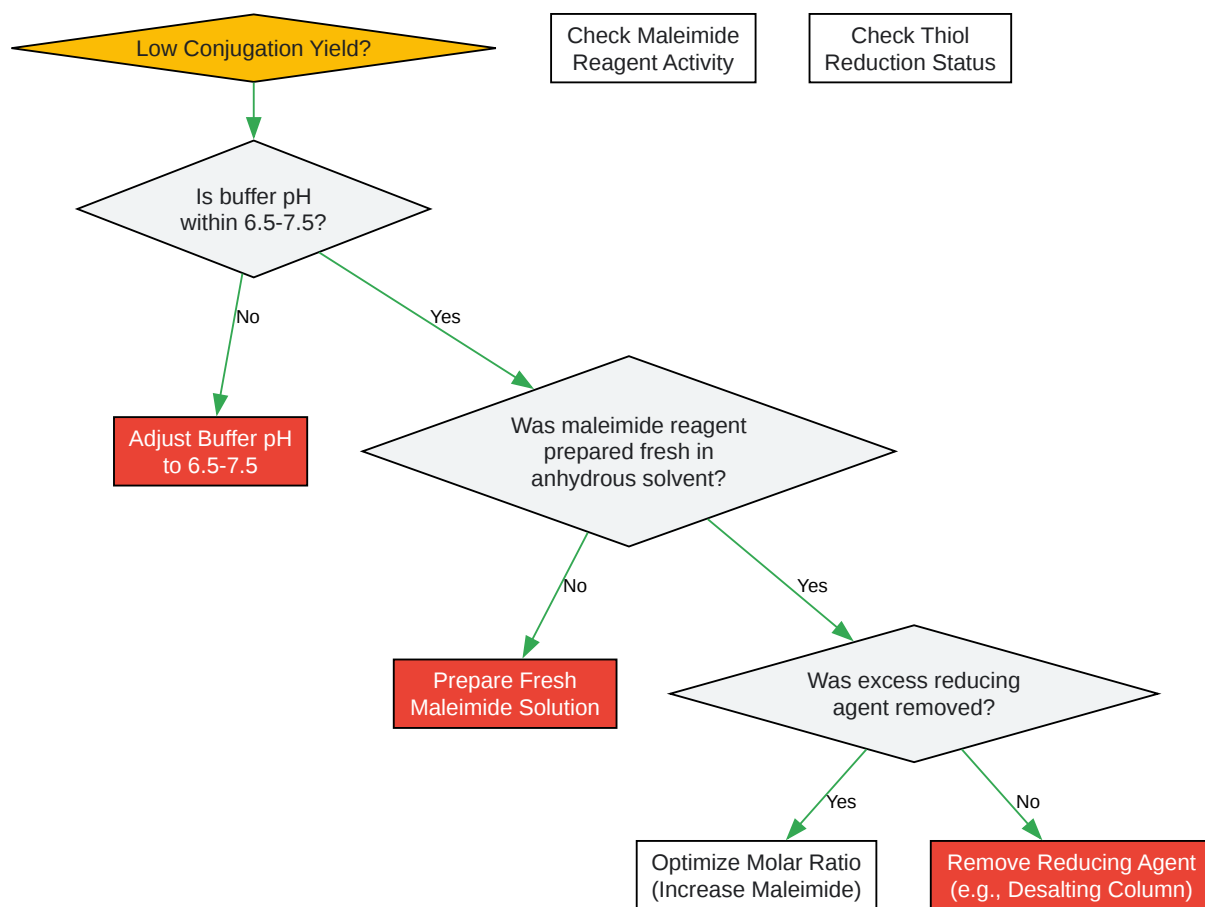 Low Conjugation Yield?
Check Maleimide
Reagent Activity
Check Thiol
Reduction Status
Is buffer pH
within 6.5-7.5?
No
Yes
Adjust Buffer pH
to 6.5-7.5
Was maleimide reagent
prepared fresh in
anhydrous solvent?
No
Yes
Prepare Fresh
Maleimide Solution
Was excess reducing
agent removed?
Yes
No
Optimize Molar Ratio
(Increase Maleimide)
Remove Reducing Agent
(e.g., Desalting Column)